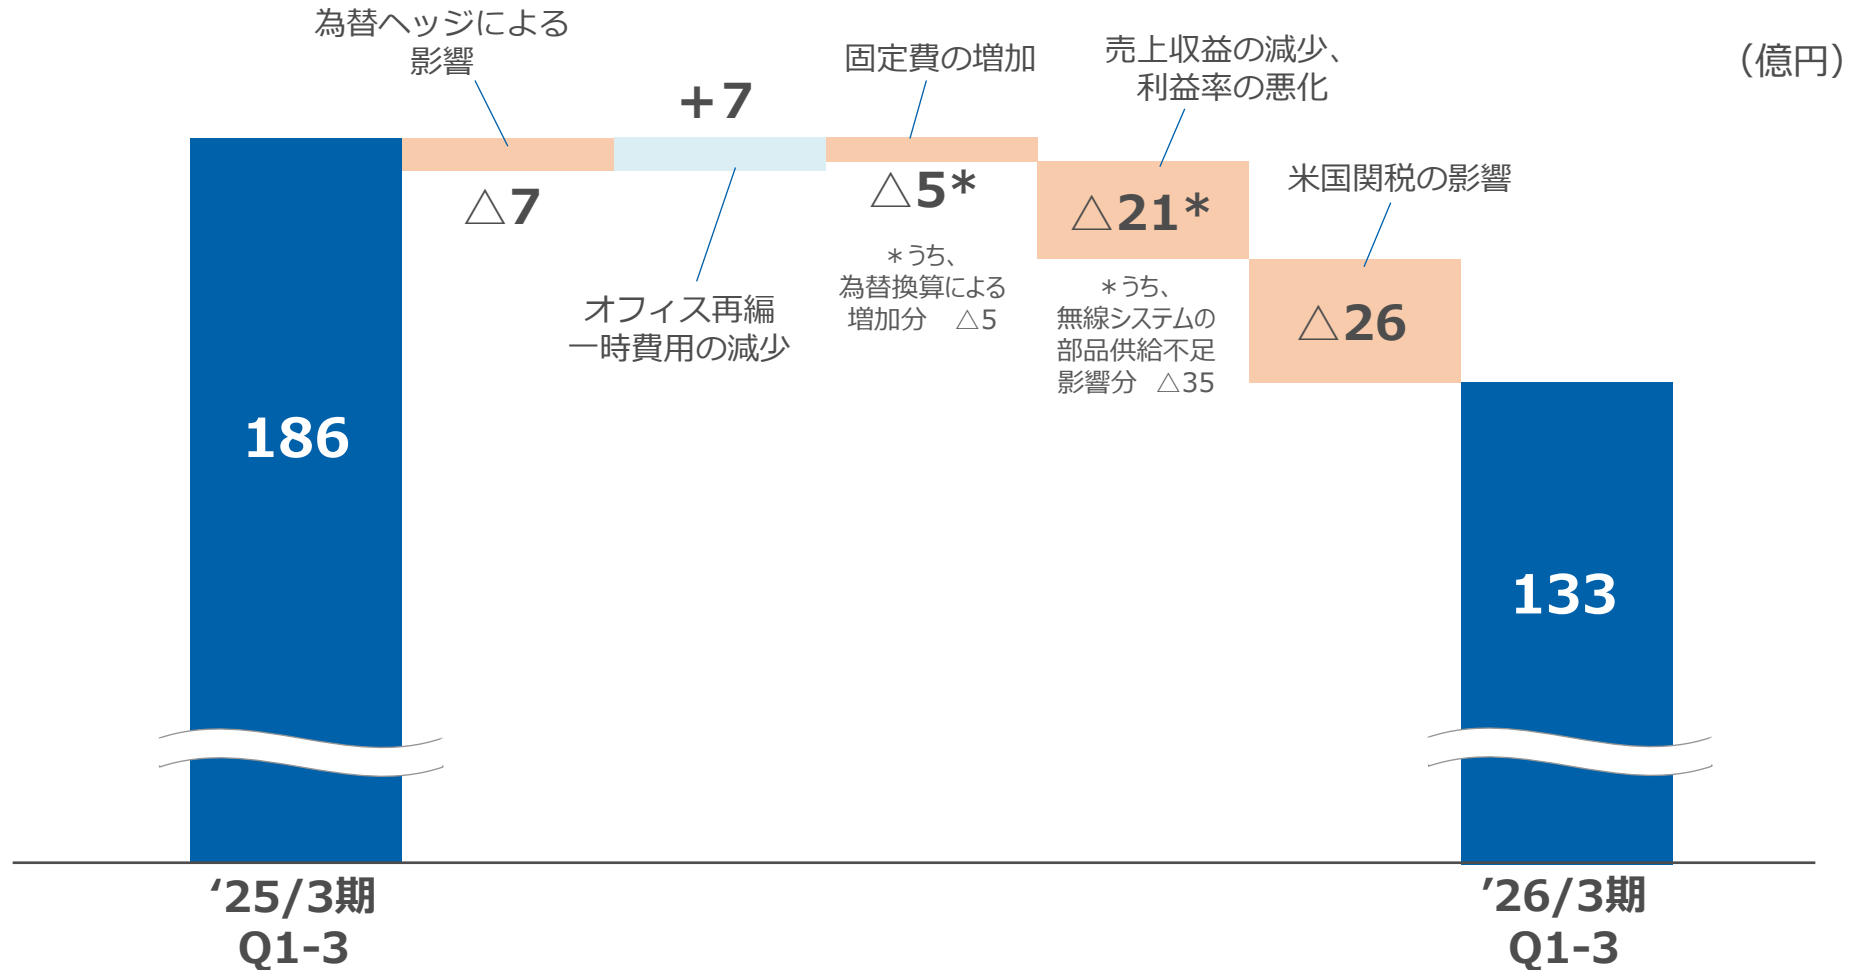 為替ヘッジによる
影響
+7
固定費の増加
売上収益の減少、
利益率の悪化
（億円）
米国関税の影響
△7
△5*
△21*
△26
オフィス再編
一時費用の減少
＊うち、
為替換算による
増加分　△5
＊うち、
無線システムの
部品供給不足
影響分　△35
186
133
‘25/3期
Q1-3
’26/3期
Q1-3